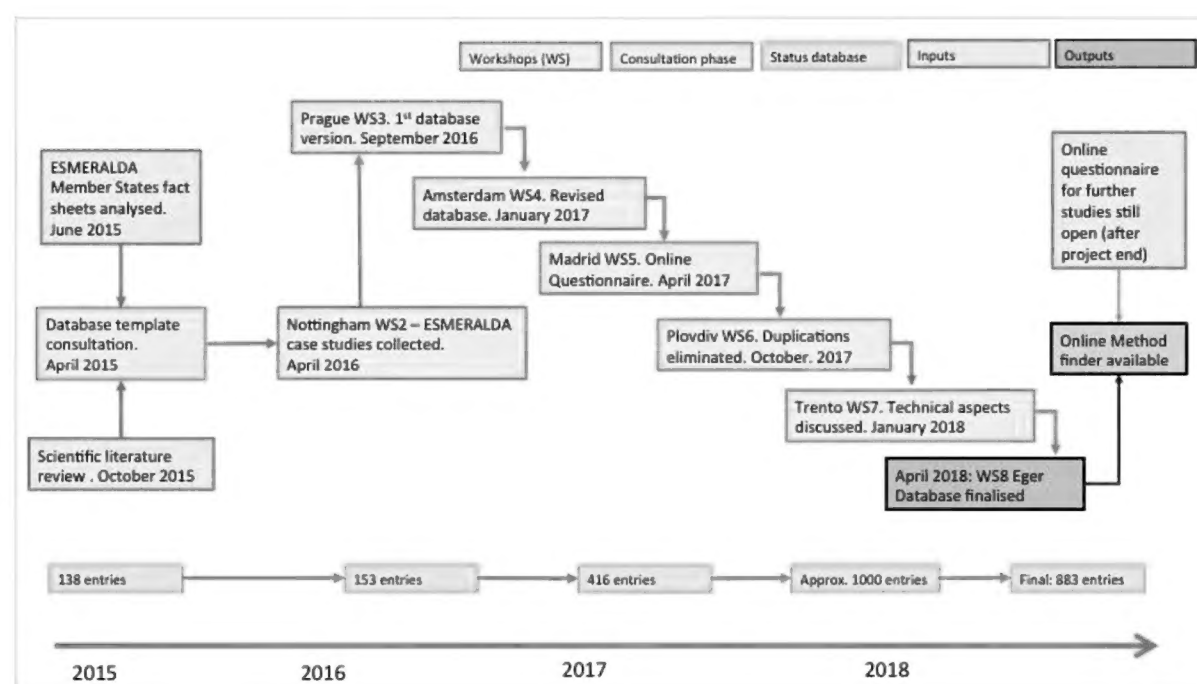 Workshops (WS)
Consultation phase
Status database
Inputs
Outputs
Prague WS3. 1st database
version. September 2016
ESMERALDA
Member States fact
sheets analysed.
June 2015
Amsterdam WS4. Revised
database. January 2017
Online
questionnaire
for further
studies still
open (after
project end)
Madrid WS5. Online
Questionnaire. April 2017
Database template
consultation.
April 2015
Nottingham WS2 – ESMERALDA
case studies collected.
April 2016
Plovdiv WS6. Duplications
eliminated. October. 2017
Online Method
finder available
Trento WS7. Technical aspects
discussed. January 2018
Scientific literature
review . October 2015
April 2018: WS8 Eger
Database finalised
138 entries
153 entries
416 entries
Approx. 1000 entries
Final: 883 entries
2015
2016
2017
2018